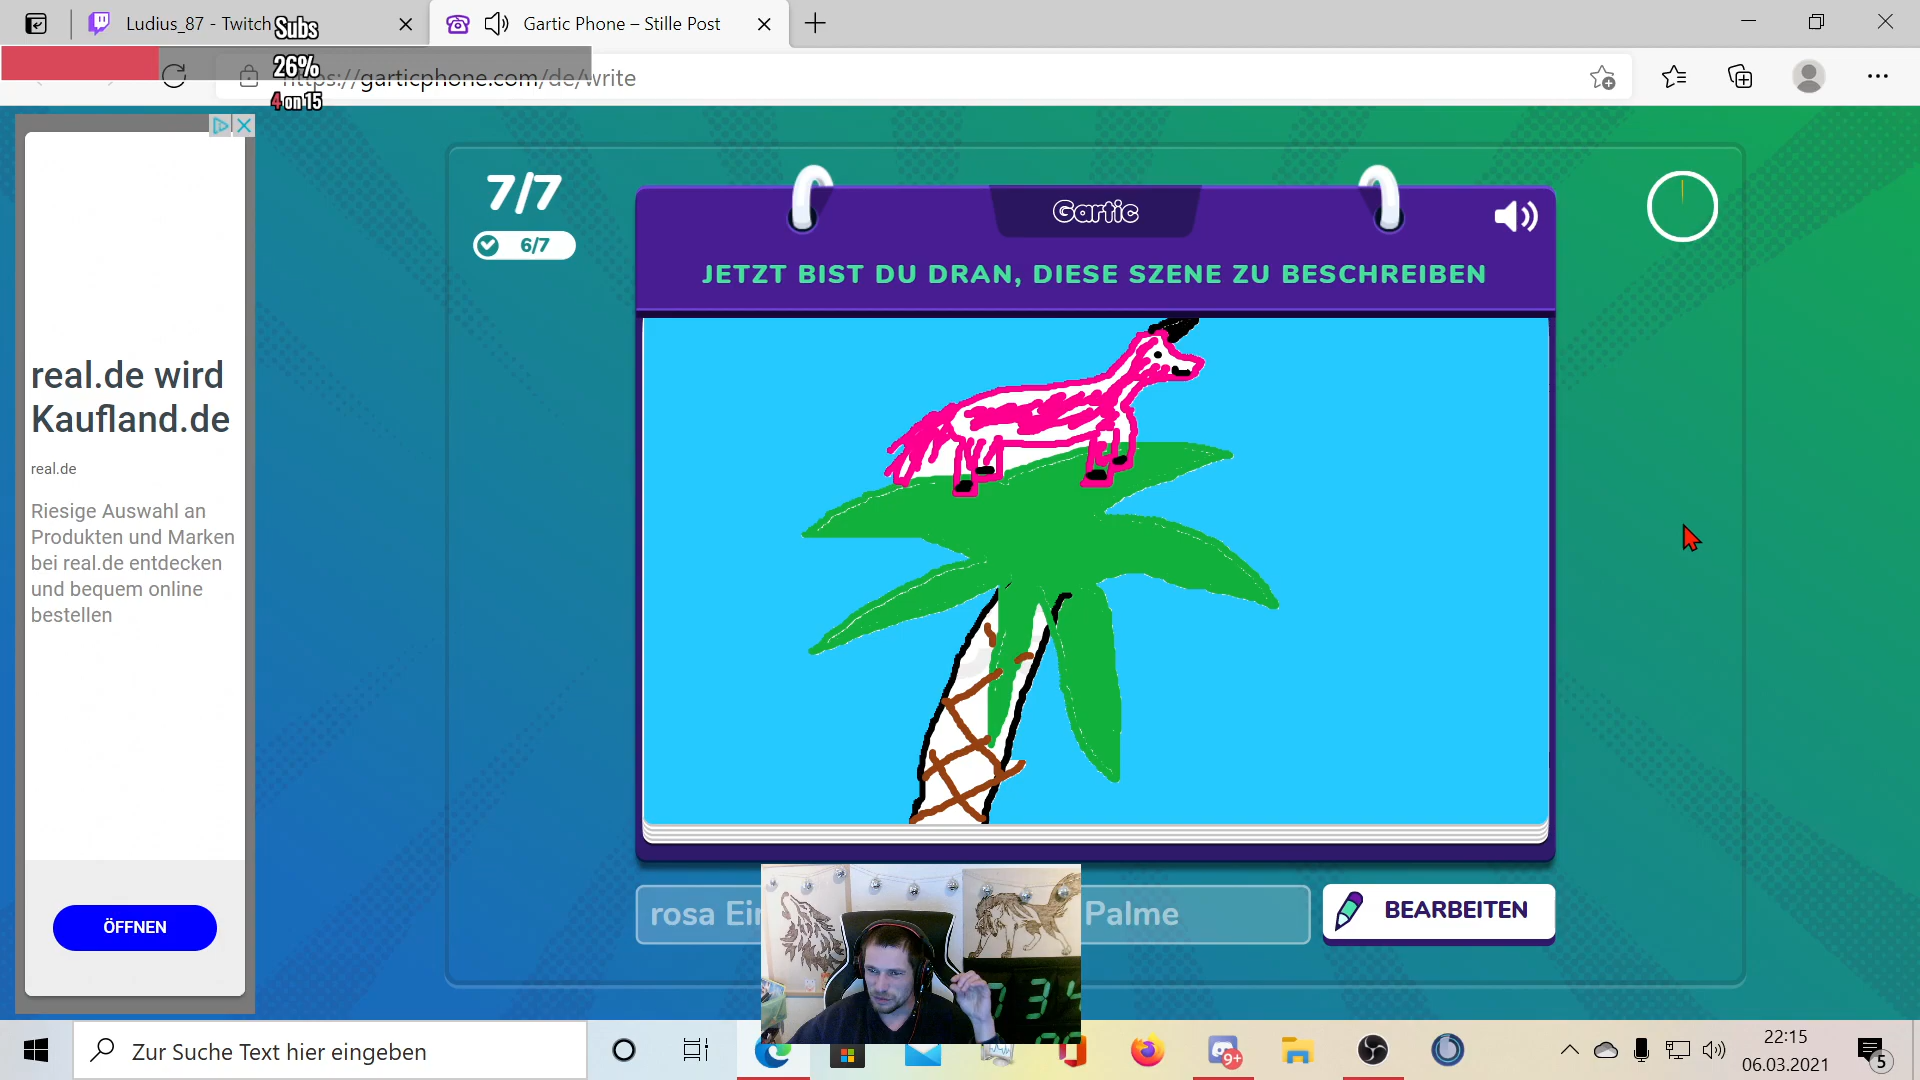 Ludius_87 - Twitch
Subs
Gartic Phone – Stille Post
26%
https://garticphone.com/de/write
4 on 15
7/7
6/7
Gartic
JETZT BIST DU DRAN, DIESE SZENE ZU BESCHREIBEN
real.de wird
Kaufland.de
real.de
Riesige Auswahl an
Produkten und Marken
bei real.de entdecken
und bequem online
bestellen
ÖFFNEN
rosa
Palme
BEARBEITEN
Zur Suche Text hier eingeben
9+
22:15
06.03.2021
5